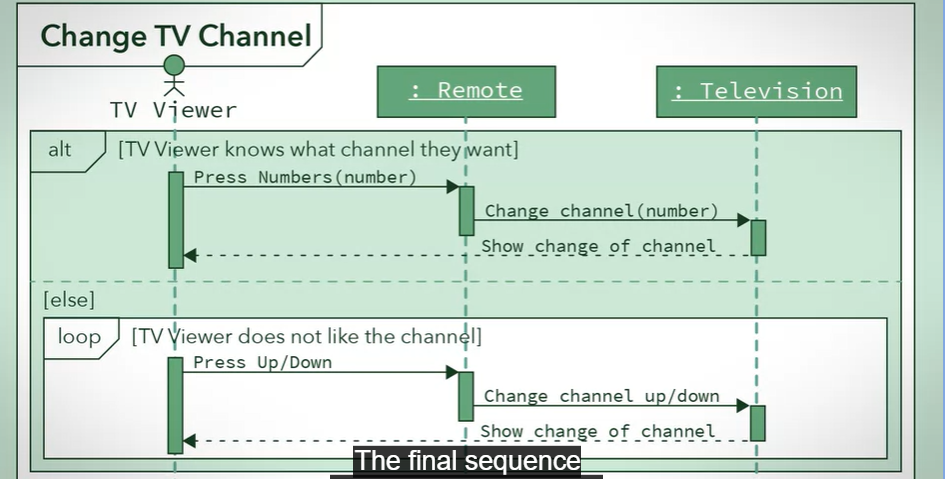 Change TV Channel
TV Viewer
: Remote
: Television
alt
[TV Viewer knows what channel they want]
Press Numbers(number)
Change channel(number)
Show change of channel
[else]
loop
[TV Viewer does not like the channel]
Press Up/Down
Change channel up/down
Show change of channel
The final sequence